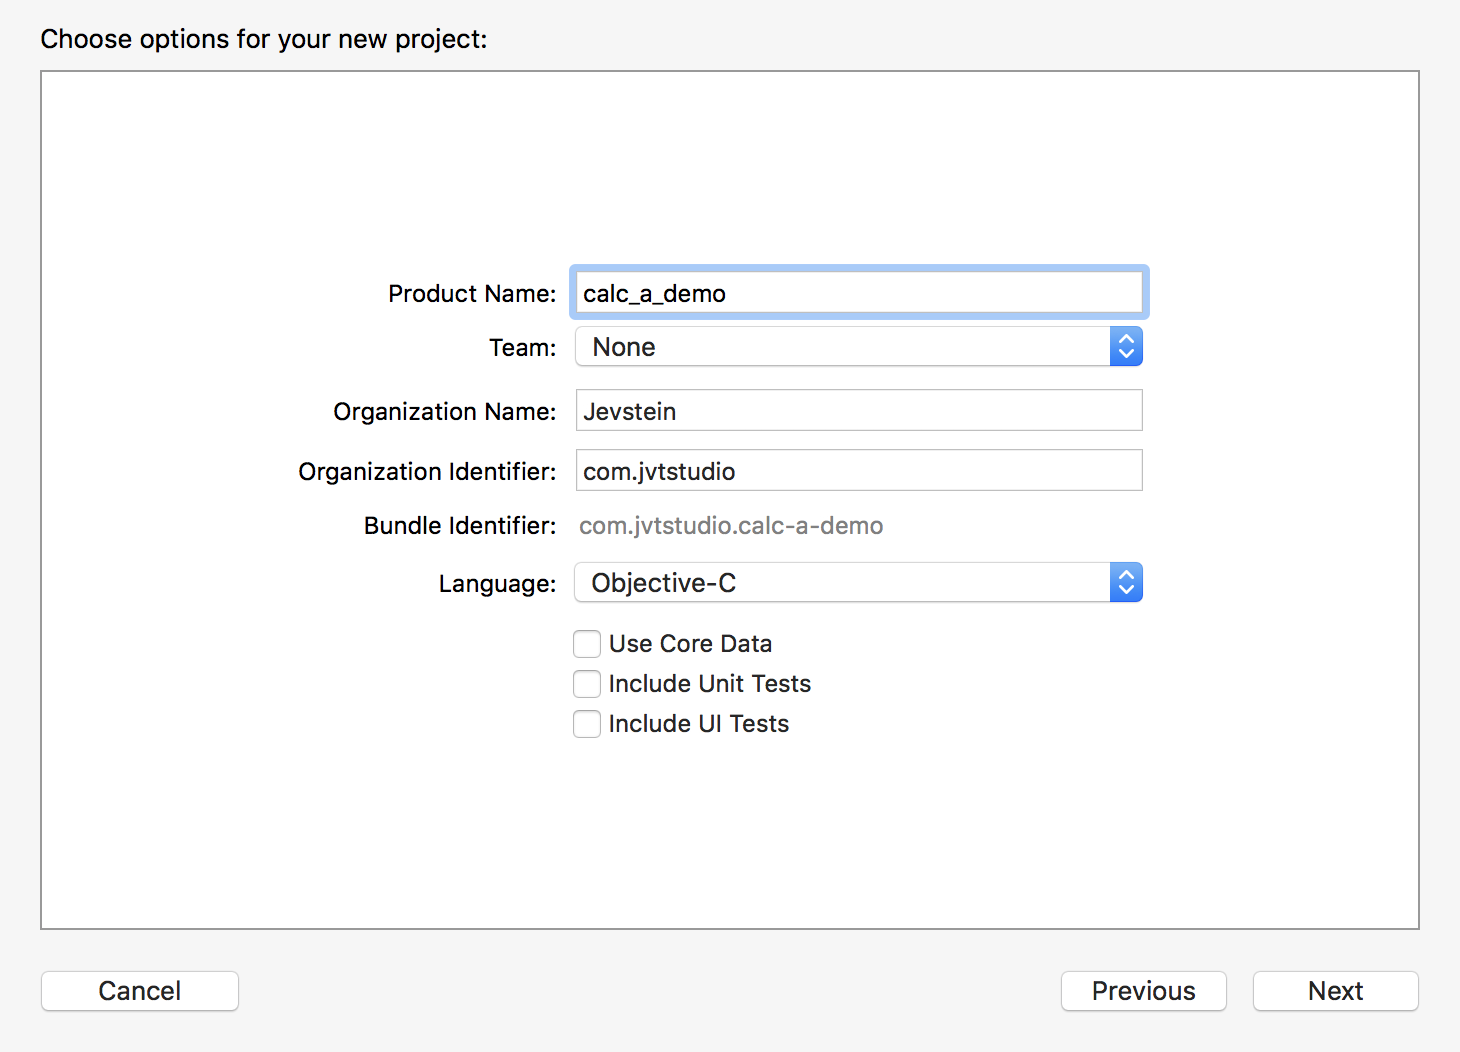 Choose options for your new project:
Product Name: calc_a_demo
Team: None
Organization Name: Jevstein
Organization Identifier: com.jvtstudio
Bundle Identifier: com.jvtstudio.calc-a-demo
Language: Objective-C
Use Core Data
Include Unit Tests
Include UI Tests
Cancel Previous Next